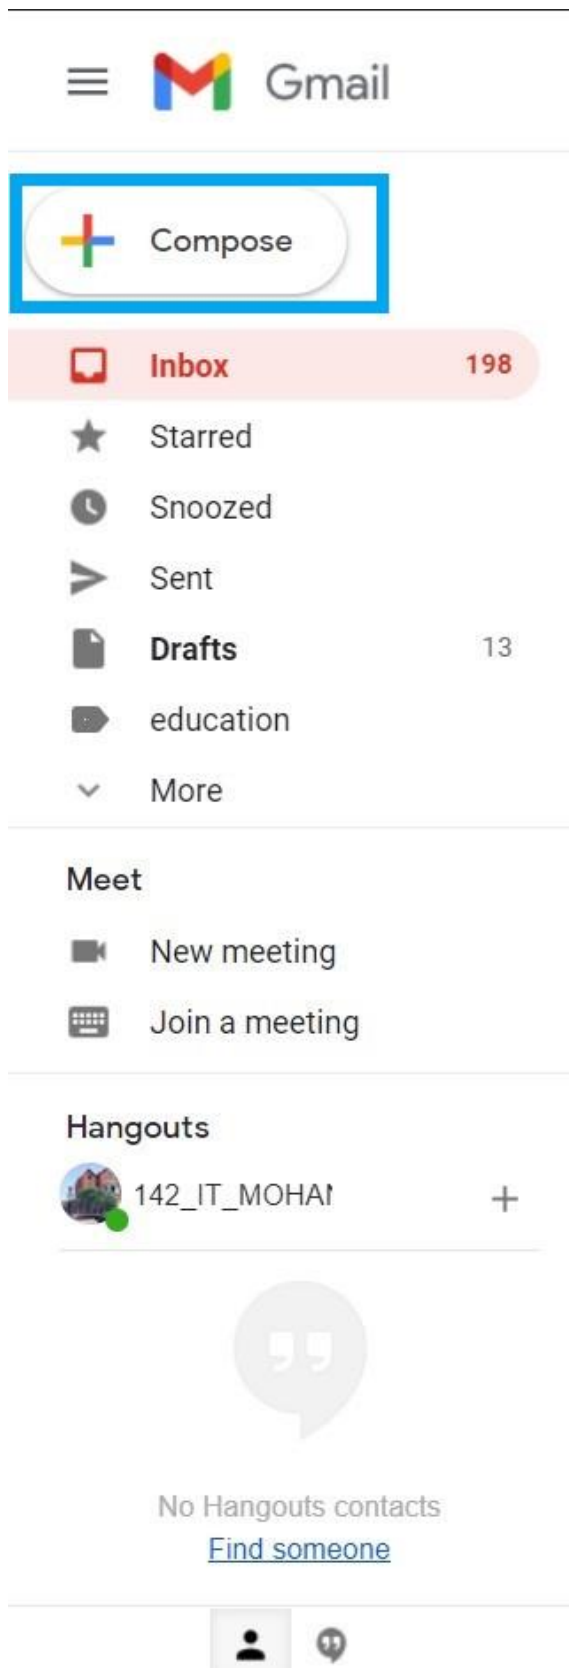 Gmail
Compose
Inbox 198
Starred
Snoozed
Sent
Drafts 13
education
More
Meet
New meeting
Join a meeting
Hangouts
142_IT_MOHAN
No Hangouts contacts
Find someone